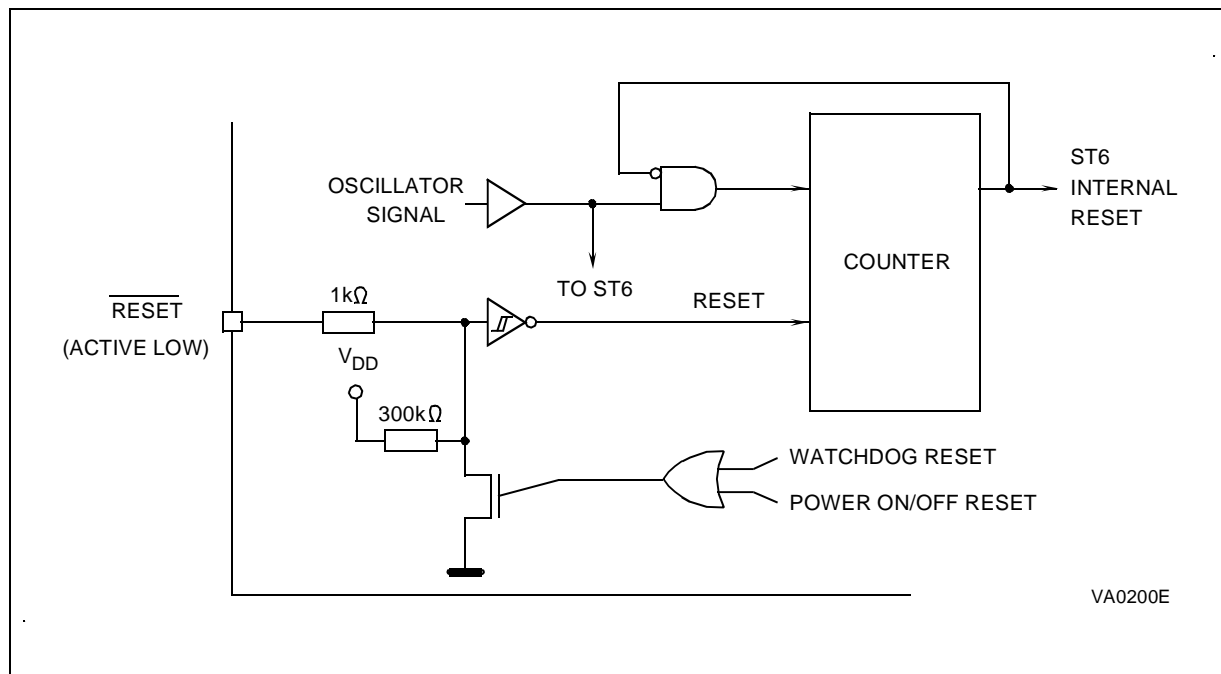 OSCILLATOR
SIGNAL
TO ST6
COUNTER
ST6
INTERNAL
RESET
RESET
(ACTIVE LOW)
1kΩ
RESET
VDD
300kΩ
WATCHDOG RESET
POWER ON/OFF RESET
VA0200E